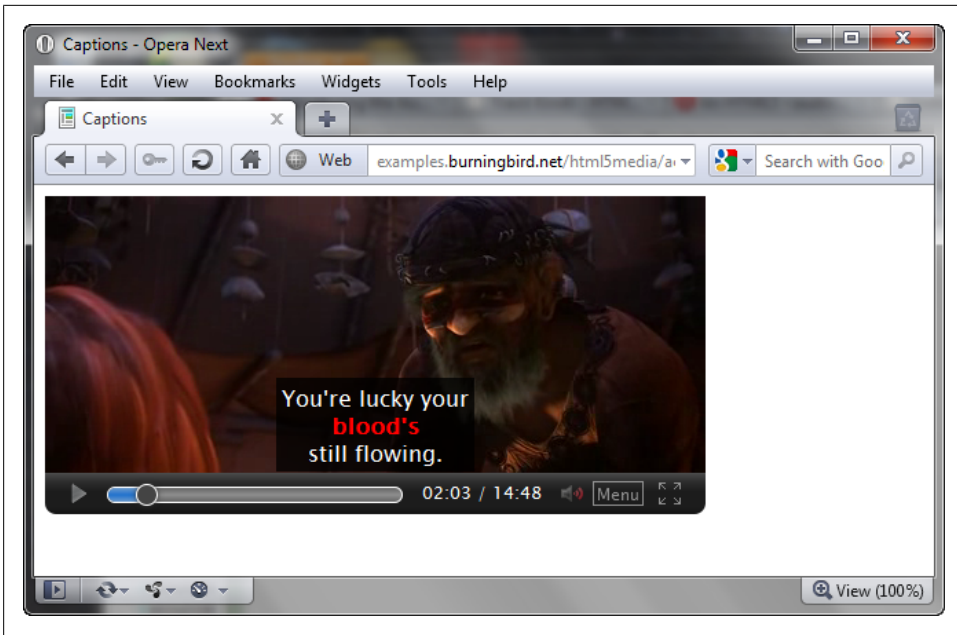 Captions - Opera Next
File Edit View Bookmarks Widgets Tools Help
Captions
Web examples.burningbird.net/html5media/a Search with Goo
You're lucky your
blood's
still flowing.
02:03 / 14:48 Menu
View (100%)